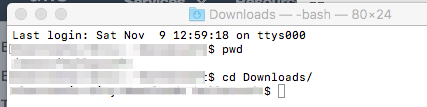 Downloads — -bash — 80×24
Last login: Sat Nov  9 12:59:18 on ttys000
$ pwd
$ cd Downloads/
$